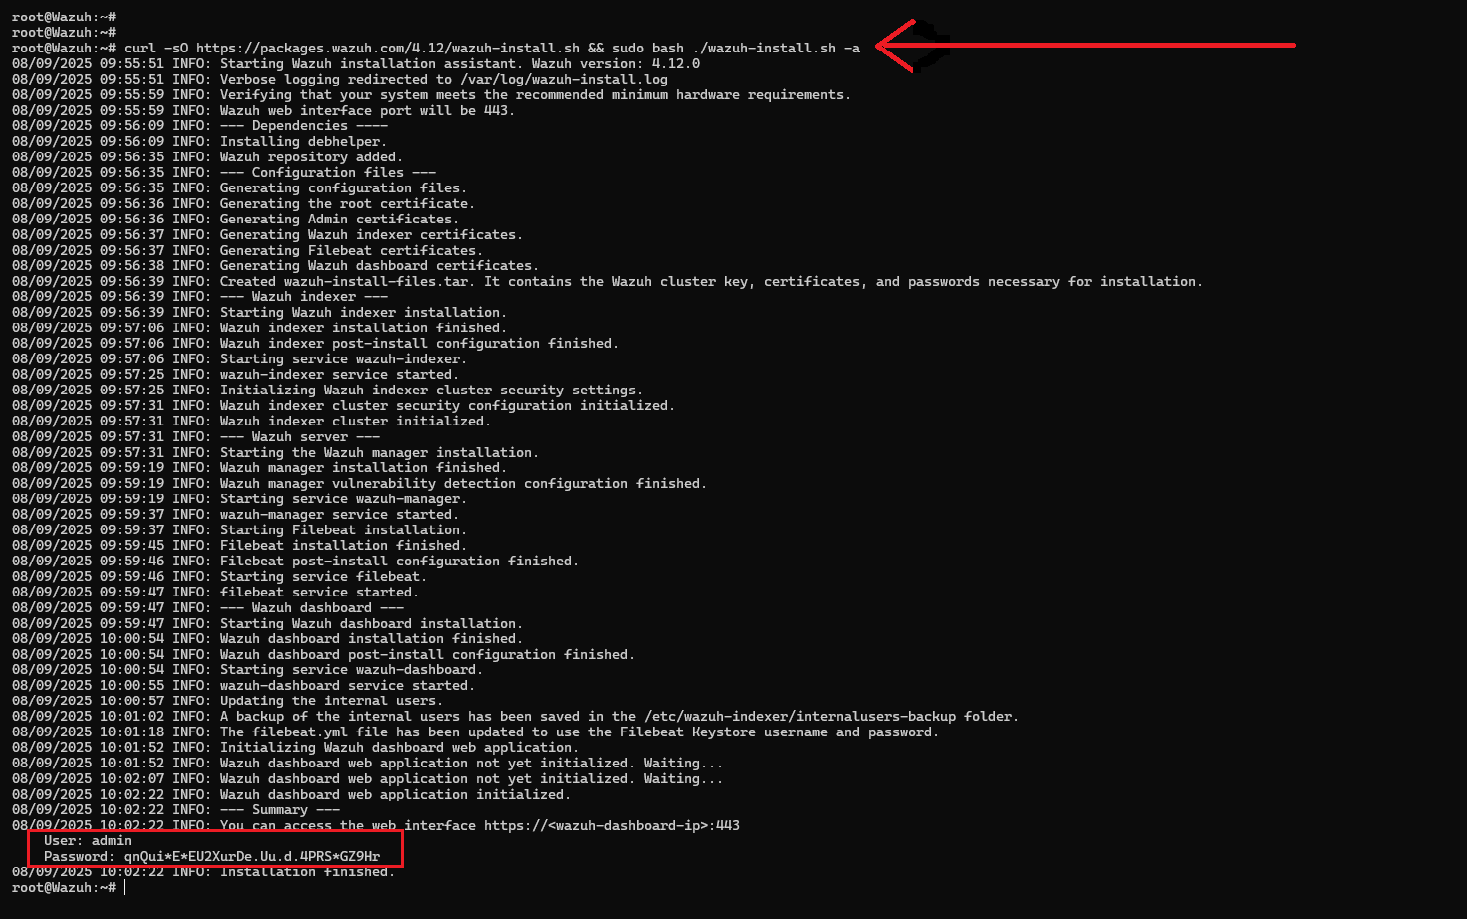 root@Wazuh:~#
root@Wazuh:~#
root@Wazuh:~# curl -sO https://packages.wazuh.com/4.12/wazuh-install.sh && sudo bash ./wazuh-install.sh -a
08/09/2025 09:55:51 INFO: Starting Wazuh installation assistant. Wazuh version: 4.12.0
08/09/2025 09:55:51 INFO: Verbose logging redirected to /var/log/wazuh-install.log
08/09/2025 09:55:59 INFO: Verifying that your system meets the recommended minimum hardware requirements.
08/09/2025 09:55:59 INFO: Wazuh web interface port will be 443.
08/09/2025 09:56:09 INFO: --- Dependencies ----
08/09/2025 09:56:09 INFO: Installing debhelper.
08/09/2025 09:56:35 INFO: Wazuh repository added.
08/09/2025 09:56:35 INFO: --- Configuration files ---
08/09/2025 09:56:35 INFO: Generating configuration files.
08/09/2025 09:56:36 INFO: Generating the root certificate.
08/09/2025 09:56:36 INFO: Generating Admin certificates.
08/09/2025 09:56:37 INFO: Generating Wazuh indexer certificates.
08/09/2025 09:56:37 INFO: Generating Filebeat certificates.
08/09/2025 09:56:38 INFO: Generating Wazuh dashboard certificates.
08/09/2025 09:56:39 INFO: Created wazuh-install-files.tar. It contains the Wazuh cluster key, certificates, and passwords necessary for installation.
08/09/2025 09:56:39 INFO: --- Wazuh indexer ---
08/09/2025 09:56:39 INFO: Starting Wazuh indexer installation.
08/09/2025 09:57:06 INFO: Wazuh indexer installation finished.
08/09/2025 09:57:06 INFO: Wazuh indexer post-install configuration finished.
08/09/2025 09:57:06 INFO: Starting service wazuh-indexer.
08/09/2025 09:57:25 INFO: wazuh-indexer service started.
08/09/2025 09:57:25 INFO: Initializing Wazuh indexer cluster security settings.
08/09/2025 09:57:31 INFO: Wazuh indexer cluster security configuration initialized.
08/09/2025 09:57:31 INFO: Wazuh indexer cluster initialized.
08/09/2025 09:57:31 INFO: --- Wazuh server ---
08/09/2025 09:57:31 INFO: Starting the Wazuh manager installation.
08/09/2025 09:59:19 INFO: Wazuh manager installation finished.
08/09/2025 09:59:19 INFO: Wazuh manager vulnerability detection configuration finished.
08/09/2025 09:59:19 INFO: Starting service wazuh-manager.
08/09/2025 09:59:37 INFO: wazuh-manager service started.
08/09/2025 09:59:37 INFO: Starting Filebeat installation.
08/09/2025 09:59:45 INFO: Filebeat installation finished.
08/09/2025 09:59:46 INFO: Filebeat post-install configuration finished.
08/09/2025 09:59:46 INFO: Starting service filebeat.
08/09/2025 09:59:47 INFO: filebeat service started.
08/09/2025 09:59:47 INFO: --- Wazuh dashboard ---
08/09/2025 09:59:47 INFO: Starting Wazuh dashboard installation.
08/09/2025 10:00:54 INFO: Wazuh dashboard installation finished.
08/09/2025 10:00:54 INFO: Wazuh dashboard post-install configuration finished.
08/09/2025 10:00:54 INFO: Starting service wazuh-dashboard.
08/09/2025 10:00:55 INFO: wazuh-dashboard service started.
08/09/2025 10:00:57 INFO: Updating the internal users.
08/09/2025 10:01:02 INFO: A backup of the internal users has been saved in the /etc/wazuh-indexer/internalusers-backup folder.
08/09/2025 10:01:18 INFO: The filebeat.yml file has been updated to use the Filebeat Keystore username and password.
08/09/2025 10:01:52 INFO: Initializing Wazuh dashboard web application.
08/09/2025 10:01:52 INFO: Wazuh dashboard web application not yet initialized. Waiting...
08/09/2025 10:02:07 INFO: Wazuh dashboard web application not yet initialized. Waiting...
08/09/2025 10:02:22 INFO: Wazuh dashboard web application initialized.
08/09/2025 10:02:22 INFO: --- Summary ---
08/09/2025 10:02:22 INFO: You can access the web interface https://<wazuh-dashboard-ip>:443
User: admin
Password: qnQui*E*EU2XurDe.Uu.d.4PRS*GZ9Hr
08/09/2025 10:02:22 INFO: Installation finished.
root@Wazuh:~#